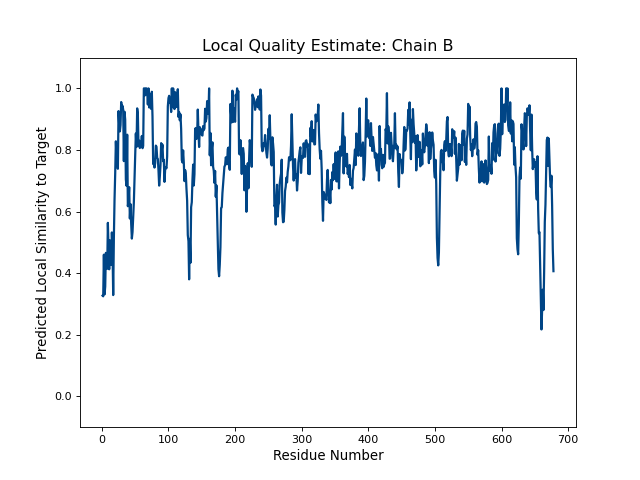 Local Quality Estimate: Chain B
Predicted Local Similarity to Target
1.0
0.8
0.6
0.4
0.2
0.0
0 100 200 300 400 500 600 700
Residue Number